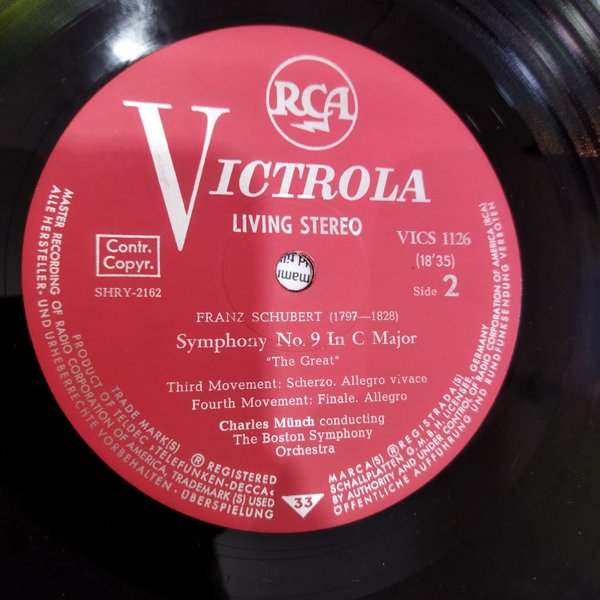 RCA
VICTROLA
LIVING STEREO
Contr.
Copyr.
SHRY-2162
VICS 1126
(18'35)
Side 2
FRANZ SCHUBERT (1797—1828)
Symphony No. 9 In C Major
"The Great"
Third Movement: Scherzo. Allegro vivace
Fourth Movement: Finale. Allegro
Charles Münch conducting
The Boston Symphony
Orchestra
33
TRADE MARK(S) ® REGISTERED
MARCA(S) ® REGISTRADA(S)
PRODUCT OF TELDEC »TELEFUNKEN-DECCA«
SCHALLPLATTEN G.M.B.H. LICENSEE, GERMANY
MASTER RECORDING OF RADIO CORPORATION OF AMERICA, TRADEMARK (S) USED
BY AUTHORITY AND UNDER CONTROL OF RADIO CORPORATION OF AMERICA (RCA)
ALLE HERSTELLER- UND URHEBERRECHTE VORBEHALTEN · ÜBERSPIELUNG
ÖFFENTLICHE AUFFÜHRUNG UND RUNDFUNKSENDUNG VERBOTEN